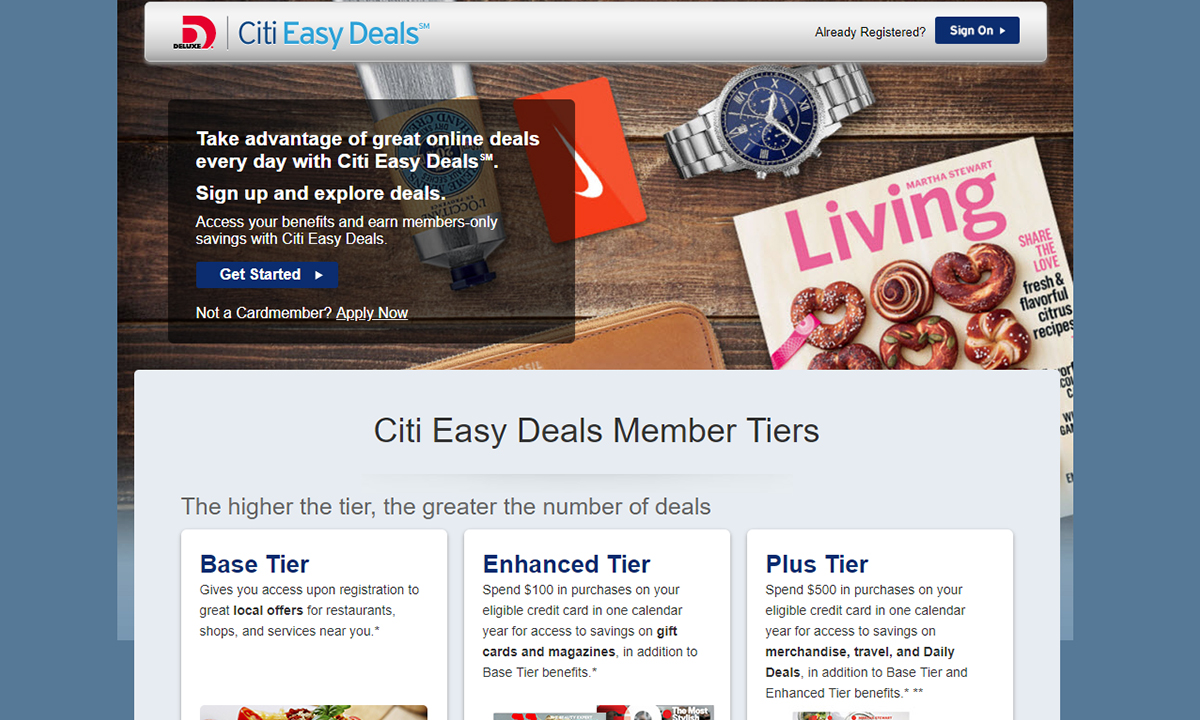 DELUXE
Citi Easy Deals℠
Already Registered?
Sign On
Take advantage of great online deals
every day with Citi Easy Deals℠.
Sign up and explore deals.
Access your benefits and earn members-only
savings with Citi Easy Deals.
Get Started
Not a Cardmember? Apply Now
L'OCCITANE
MARTHA STEWART
Living
SHARE
THE
LOVE
fresh &
flavorful
citrus
recipes
Citi Easy Deals Member Tiers
The higher the tier, the greater the number of deals
Base Tier
Gives you access upon registration to
great local offers for restaurants,
shops, and services near you.*
Enhanced Tier
Spend $100 in purchases on your
eligible credit card in one calendar
year for access to savings on gift
cards and magazines, in addition to
Base Tier benefits.*
The Most
Stylish
Plus Tier
Spend $500 in purchases on your
eligible credit card in one calendar
year for access to savings on
merchandise, travel, and Daily
Deals, in addition to Base Tier and
Enhanced Tier benefits.* **
MARTHA STEWART